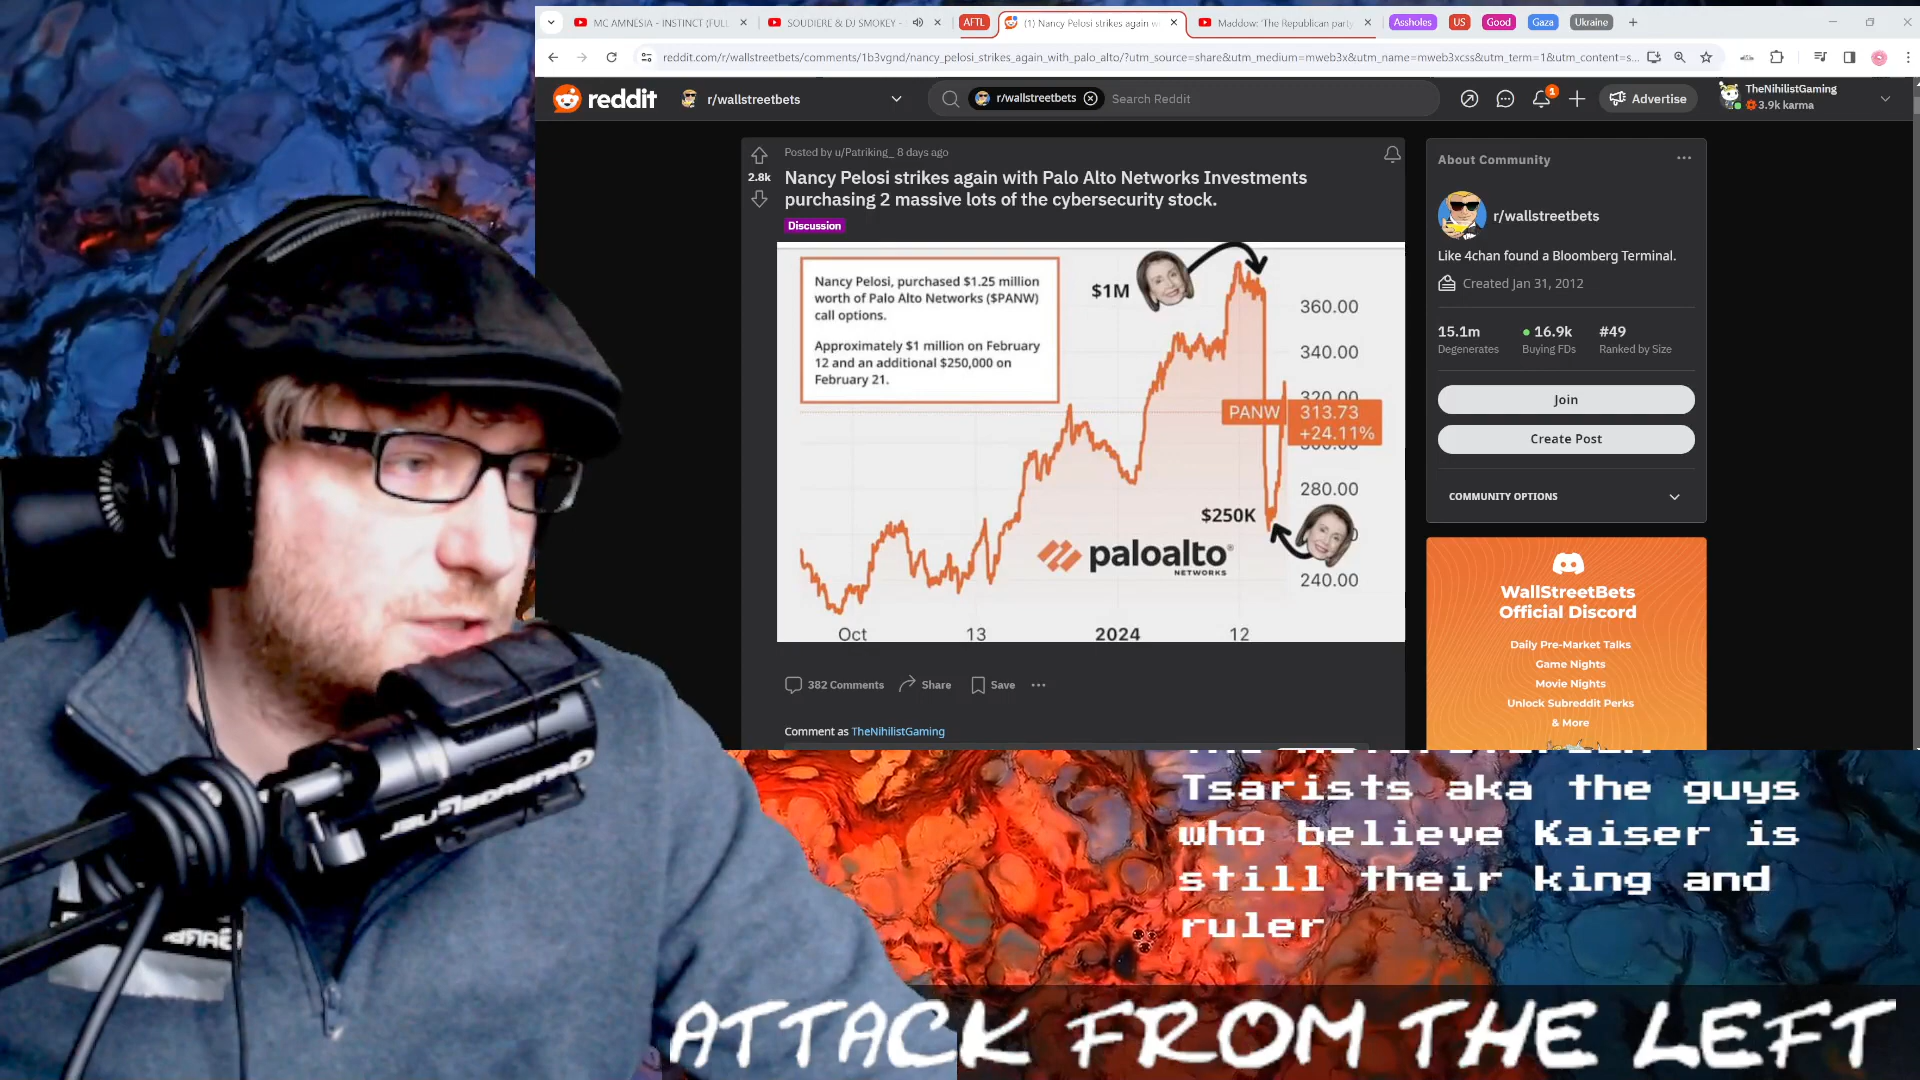 MC AMNESIA - INSTINCT (FULL
SOUDIERE & DJ SMOKEY -
AFTL
(1) Nancy Pelosi strikes again w
Maddow: 'The Republican party
Assholes
US
Good
Gaza
Ukraine
reddit.com/r/wallstreetbets/comments/1b3vgnd/nancy_pelosi_strikes_again_with_palo_alto/?utm_source=share&utm_medium=mweb3x&utm_name=mweb3xcss&utm_term=1&utm_content=s...
reddit
r/wallstreetbets
r/wallstreetbets
Search Reddit
1
Advertise
TheNihilistGaming
3.9k karma
Posted by u/Patriking_ 8 days ago
2.8k
Nancy Pelosi strikes again with Palo Alto Networks Investments
purchasing 2 massive lots of the cybersecurity stock.
Discussion
Nancy Pelosi, purchased $1.25 million
worth of Palo Alto Networks ($PANW)
call options.
Approximately $1 million on February
12 and an additional $250,000 on
February 21.
$1M
360.00
340.00
320.00
PANW
313.73
+24.11%
280.00
$250K
240.00
paloalto
NETWORKS
Oct
13
2024
12
382 Comments
Share
Save
Comment as TheNihilistGaming
About Community
r/wallstreetbets
Like 4chan found a Bloomberg Terminal.
Created Jan 31, 2012
15.1m
16.9k
#49
Degenerates
Buying FDs
Ranked by Size
Join
Create Post
COMMUNITY OPTIONS
WallStreetBets
Official Discord
Daily Pre-Market Talks
Game Nights
Movie Nights
Unlock Subreddit Perks
& More
Tsarists aka the guys
who believe Kaiser is
still their king and
ruler
ATTACK FROM THE LEFT